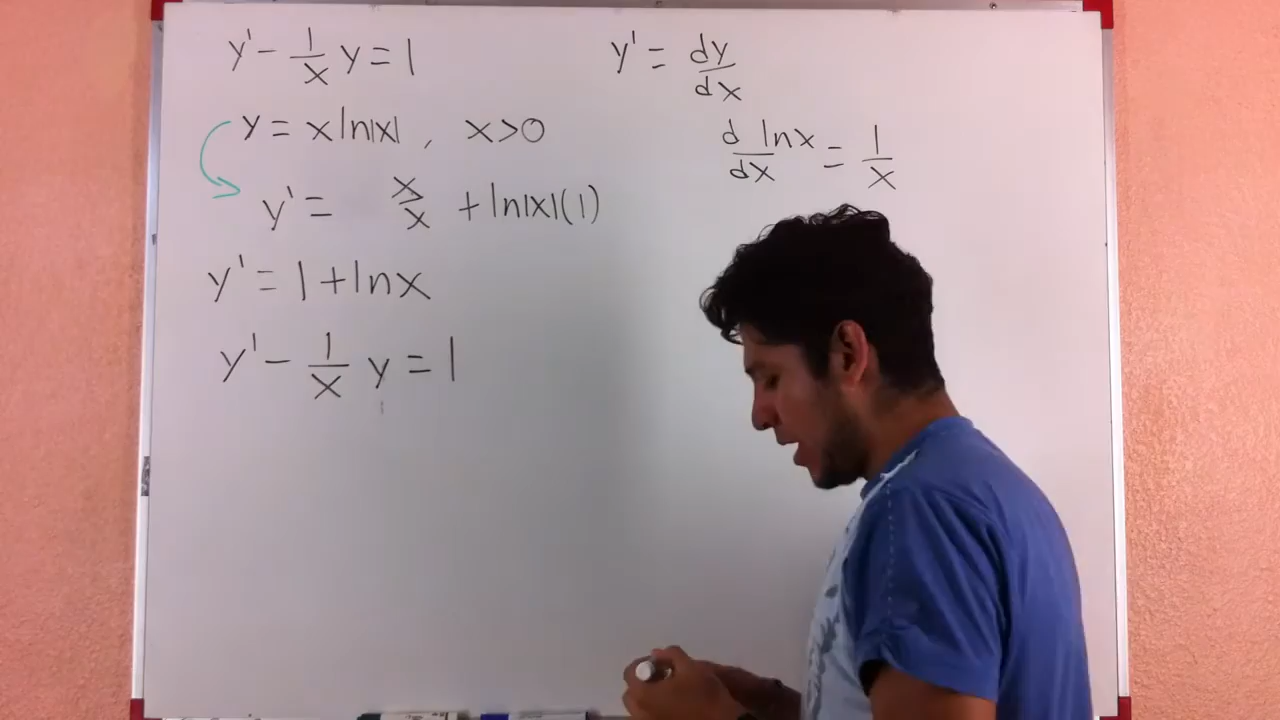 y' - 1/x y = 1
y = x ln|x| , x > 0
y' = x/x + ln|x|(1)
y' = 1 + ln x
y' - 1/x y = 1
y' = dy/dx
d/dx ln x = 1/x